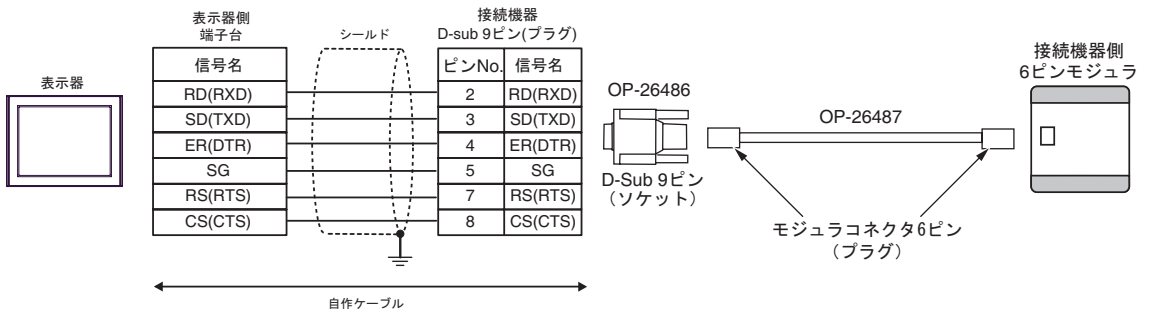 表示器
表示器側
端子台
シールド
接続機器
D-sub 9ピン(プラグ)
信号名 ピンNo. 信号名
RD(RXD) 2 RD(RXD)
SD(TXD) 3 SD(TXD)
ER(DTR) 4 ER(DTR)
SG 5 SG
RS(RTS) 7 RS(RTS)
CS(CTS) 8 CS(CTS)
自作ケーブル
OP-26486
D-Sub 9ピン
（ソケット）
OP-26487
モジュラコネクタ6ピン
（プラグ）
接続機器側
6ピンモジュラ